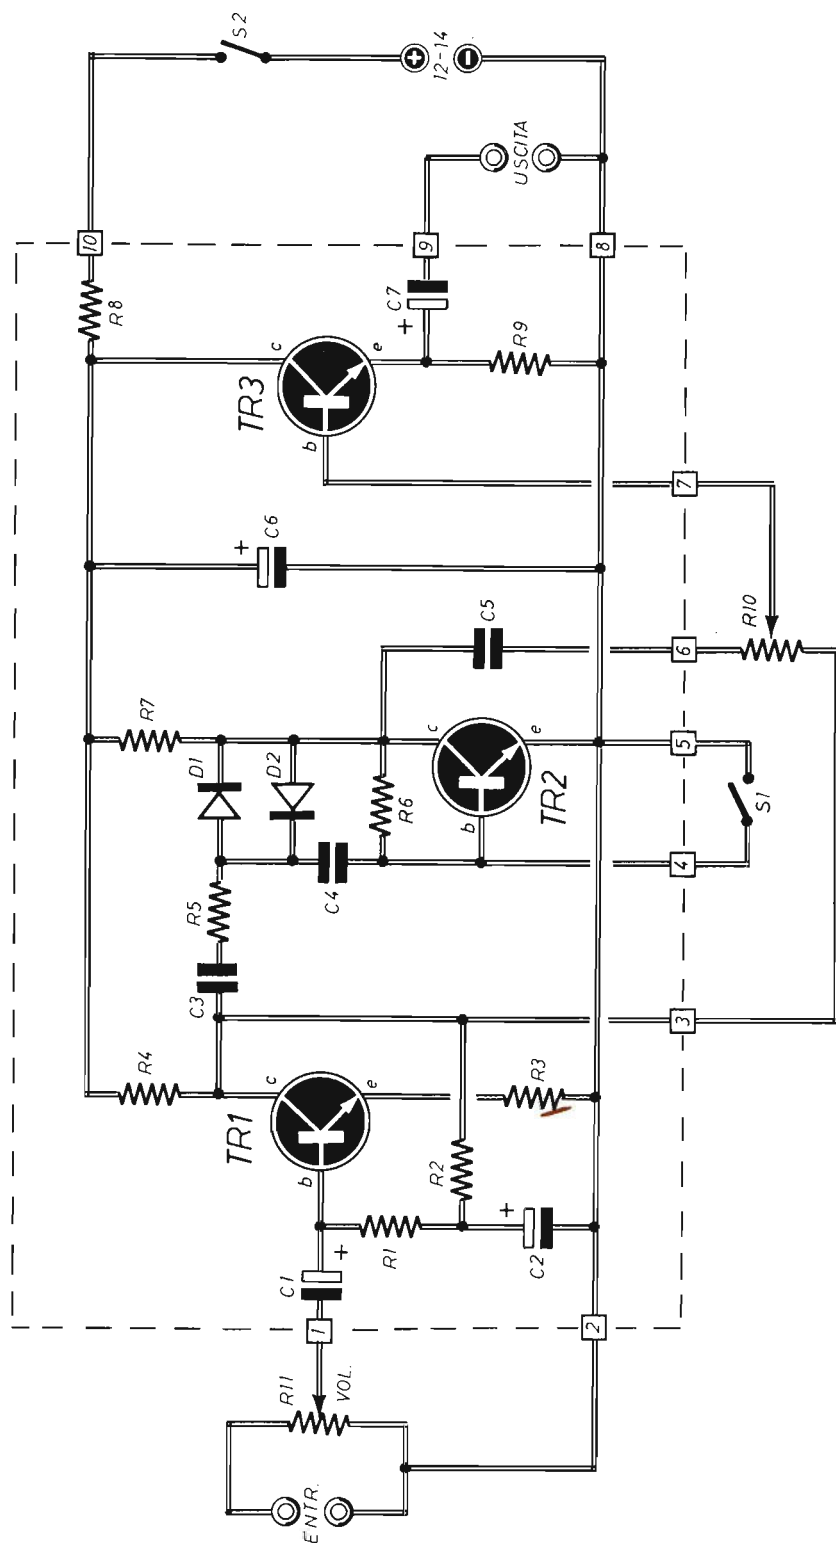 S2
12-14
USCITA
10
9
8
R8
C7
+
R9
TR3
c
b
e
7
C6
+
C5
6
R10
R7
D1
D2
R6
c
b
e
TR2
5
4
S1
R5
C4
C3
3
R4
TR1
c
b
e
R3
R2
R1
C2
+
C1
+
1
2
R11
VOL.
ENTR.